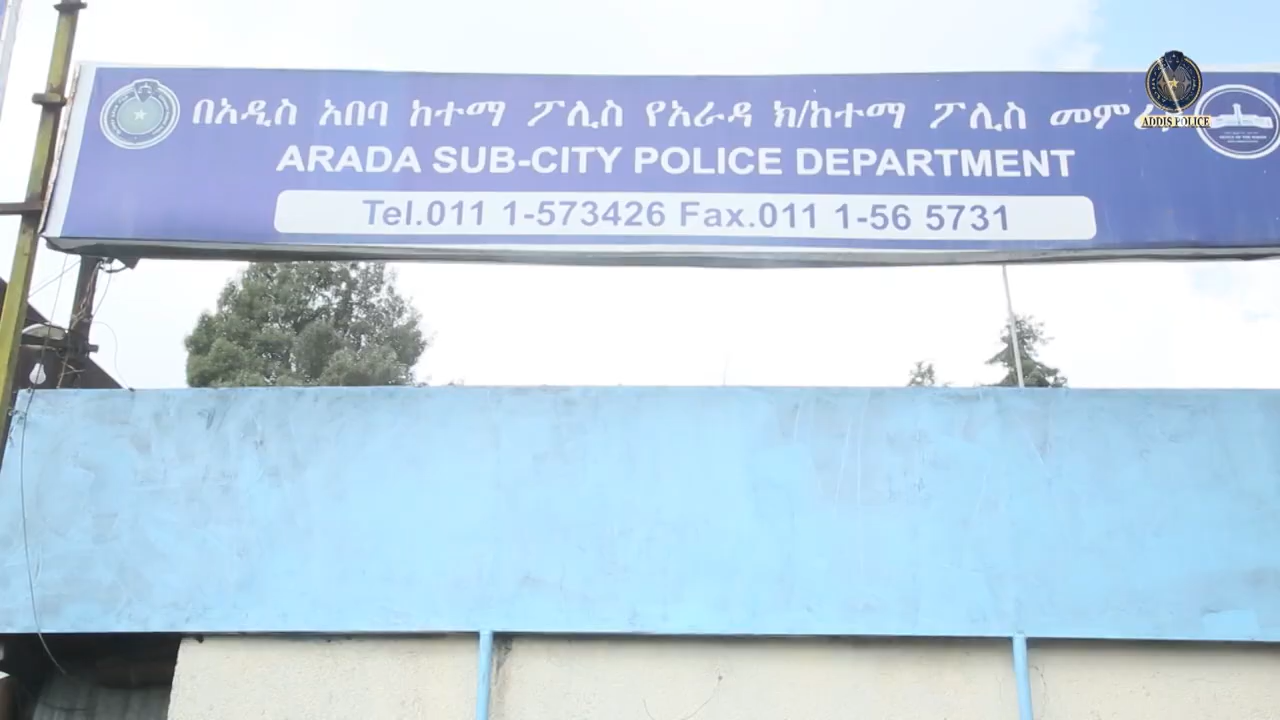 በአዲስ አበባ ከተማ ፖሊስ የአራዳ ክ/ከተማ ፖሊስ
ARADA SUB-CITY POLICE DEPARTMENT
Tel.011 1-573426 Fax.011 1-56 5731
ADDIS POLICE